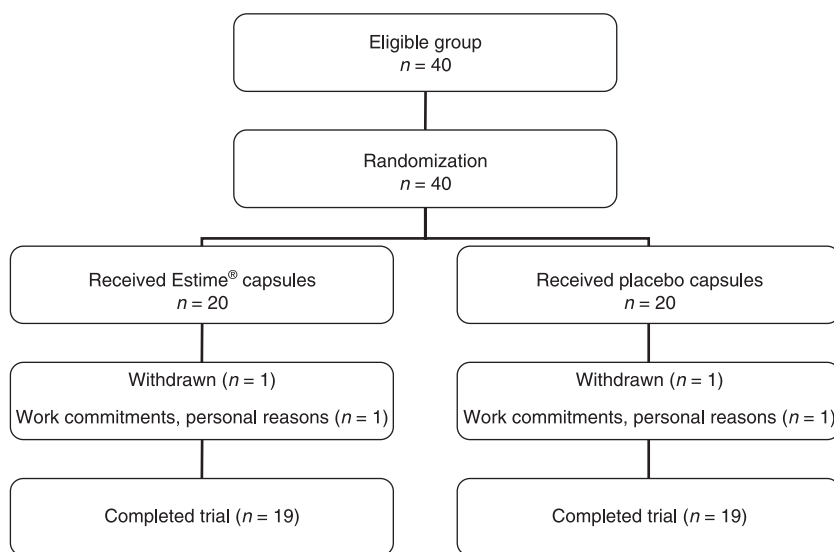 Eligible group
n = 40
Randomization
n = 40
Received Estime® capsules
n = 20
Received placebo capsules
n = 20
Withdrawn (n = 1)
Work commitments, personal reasons (n = 1)
Withdrawn (n = 1)
Work commitments, personal reasons (n = 1)
Completed trial (n = 19)
Completed trial (n = 19)